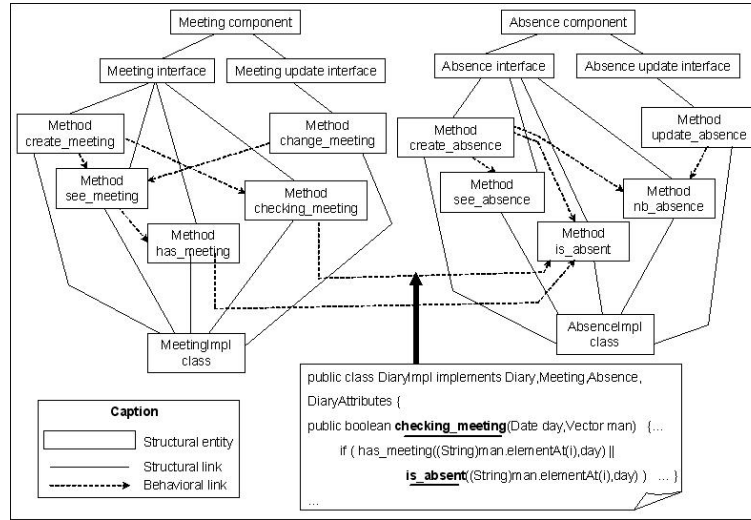 Meeting component
Absence component
Meeting interface
Meeting update interface
Absence interface
Absence update interface
Method
create_meeting
Method
change_meeting
Method
see_meeting
Method
checking_meeting
Method
has_meeting
MeetingImpl
class
Method
create_absence
Method
update_absence
Method
see_absence
Method
nb_absence
Method
is_absent
AbsenceImpl
class
public class DiaryImpl implements Diary,Meeting,Absence,
DiaryAttributes {
public boolean checking_meeting(Date day,Vector man) {...
if ( has_meeting((String)man.elementAt(i),day) ||
is_absent((String)man.elementAt(i),day) ) ... }
...
Caption
Structural entity
Structural link
Behavioral link